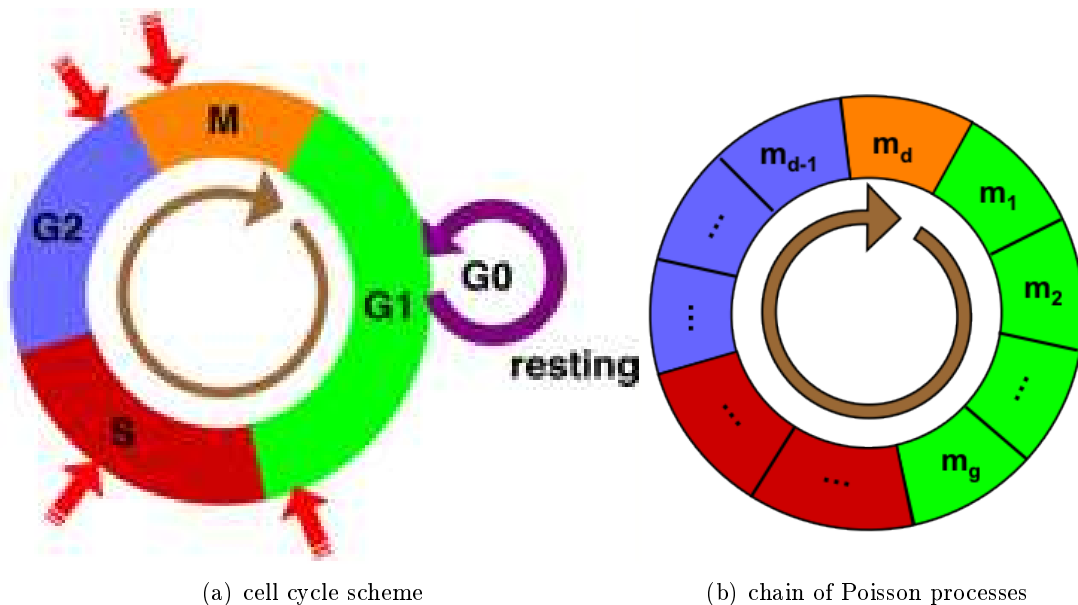 M
G2
G1
G0
resting
S
m_d-1
m_d
m_1
m_2
...
m_g
...
...
...
...
(a) cell cycle scheme
(b) chain of Poisson processes